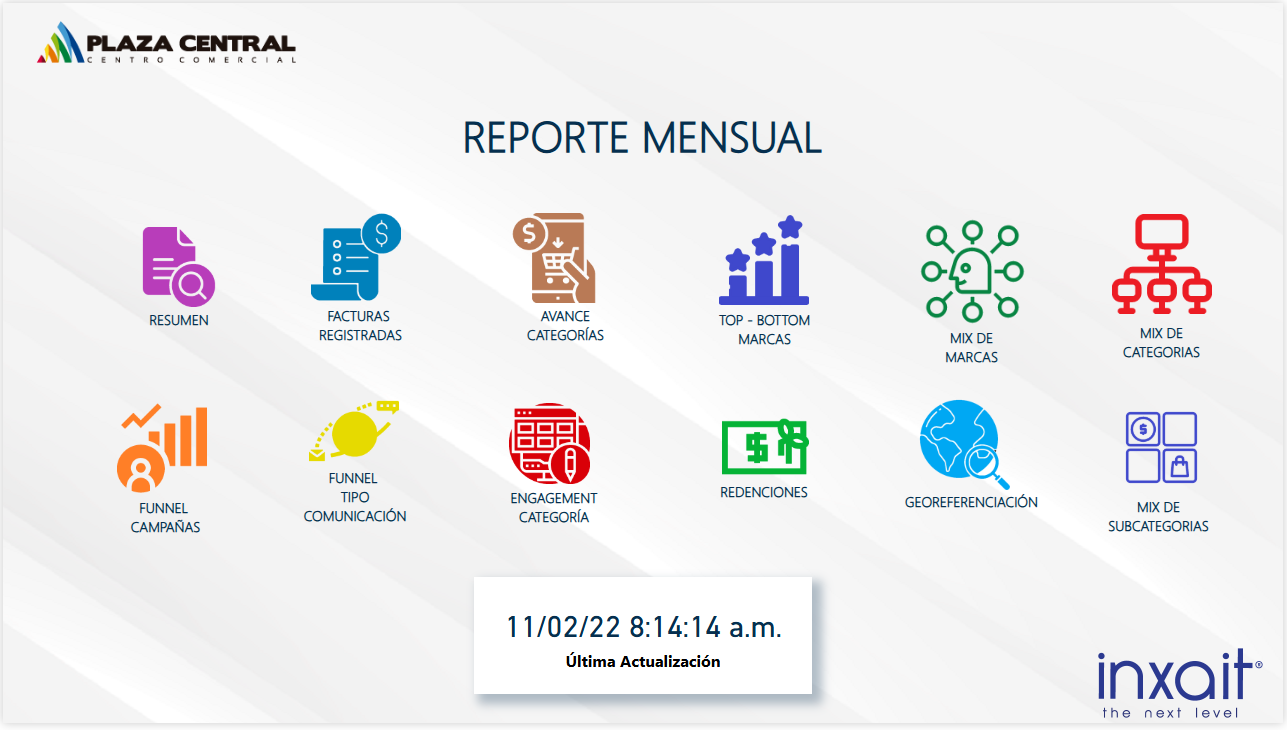 PLAZA CENTRAL
CENTRO COMERCIAL
REPORTE MENSUAL
RESUMEN
FACTURAS
REGISTRADAS
AVANCE
CATEGORÍAS
TOP - BOTTOM
MARCAS
MIX DE
MARCAS
MIX DE
CATEGORIAS
FUNNEL
CAMPAÑAS
FUNNEL
TIPO
COMUNICACIÓN
ENGAGEMENT
CATEGORÍA
REDENCIONES
GEOREFERENCIACIÓN
MIX DE
SUBCATEGORIAS
11/02/22 8:14:14 a.m.
Última Actualización
inxait®
the next level